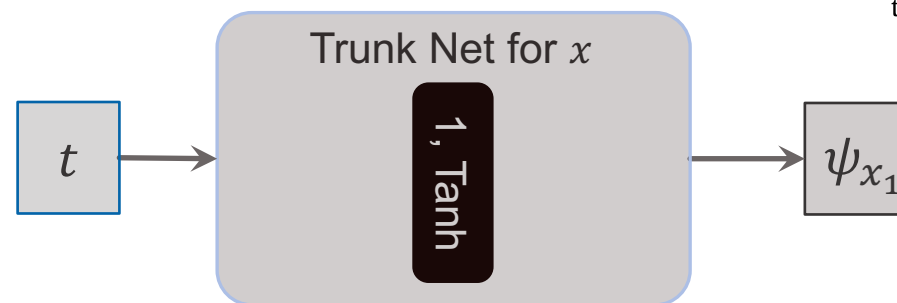 t
Trunk Net for x
1, Tanh
t
ψx₁